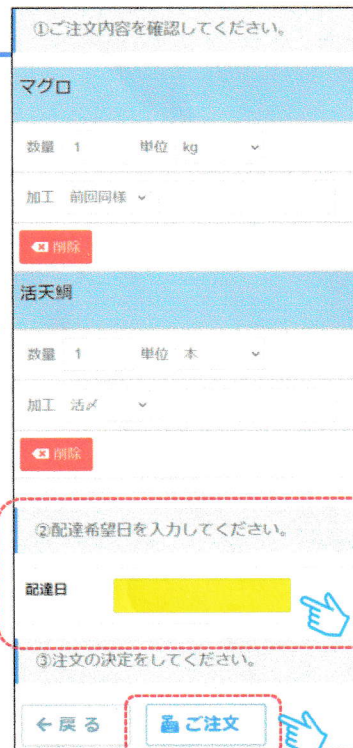 ①ご注文内容を確認してください。
マグロ
数量 1 単位 kg
加工 前回同様
削除
活天鯛
数量 1 単位 本
加工 活〆
削除
②配達希望日を入力してください。
配達日
③注文の決定をしてください。
←戻る ご注文